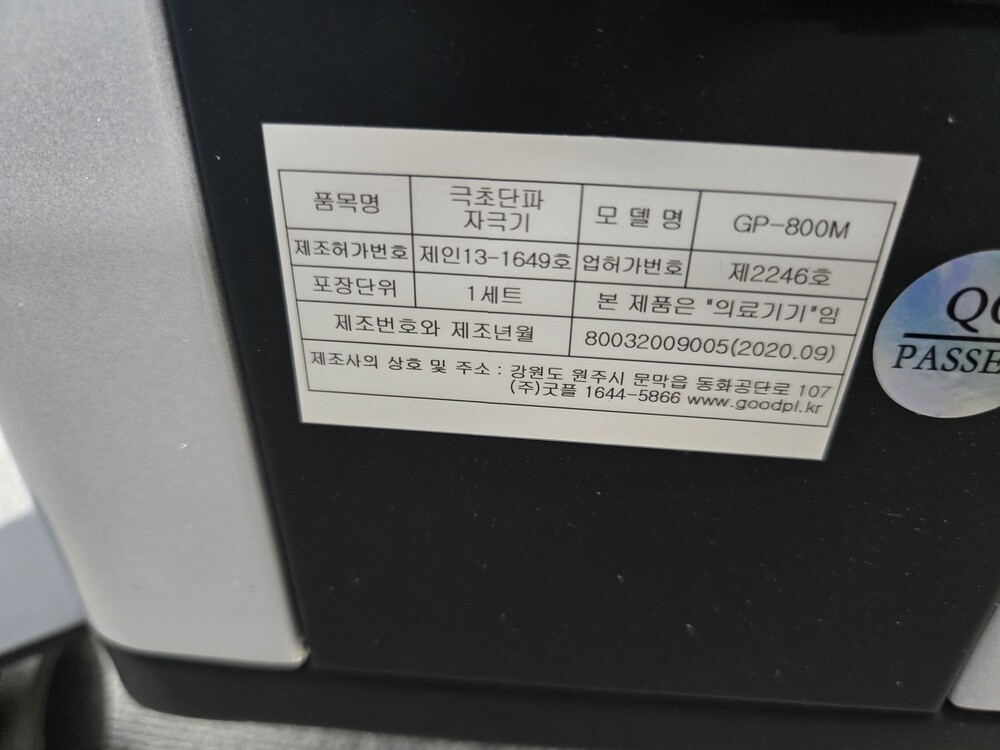 품목명 극초단파 자극기 모 델 명 GP-800M
제조허가번호 제인13-1649호 업허가번호 제2246호
포장단위 1세트 본 제품은 "의료기기"임
제조번호와 제조년월 80032009005(2020.09)
제조사의 상호 및 주소 : 강원도 원주시 문막읍 동화공단로 107
(주)굿플 1644-5866 www.goodpl.kr